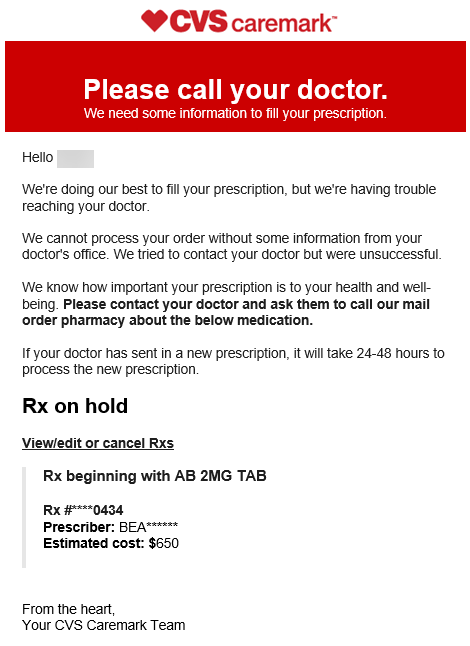 CVS caremark™
Please call your doctor.
We need some information to fill your prescription.
Hello
We're doing our best to fill your prescription, but we're having trouble
reaching your doctor.
We cannot process your order without some information from your
doctor's office. We tried to contact your doctor but were unsuccessful.
We know how important your prescription is to your health and well-
being. Please contact your doctor and ask them to call our mail
order pharmacy about the below medication.
If your doctor has sent in a new prescription, it will take 24-48 hours to
process the new prescription.
Rx on hold
View/edit or cancel Rxs
Rx beginning with AB 2MG TAB
Rx #****0434
Prescriber: BEA******
Estimated cost: $650
From the heart,
Your CVS Caremark Team